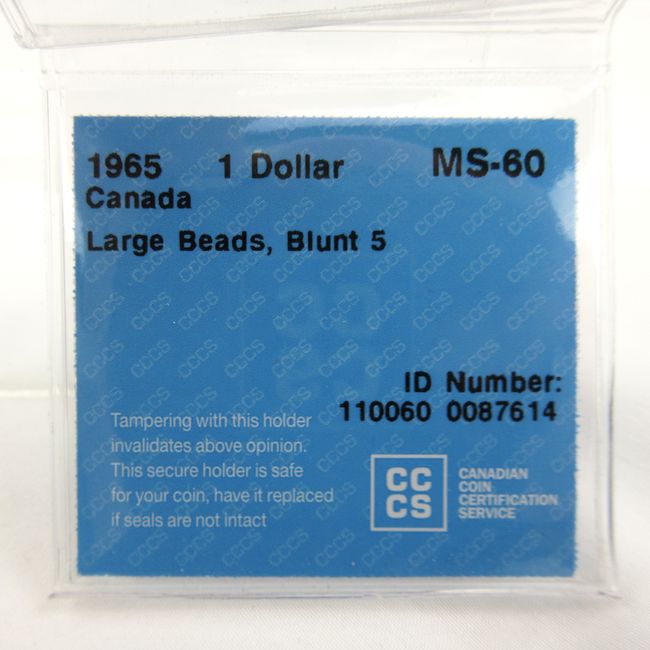 1965 1 Dollar MS-60
Canada
Large Beads, Blunt 5
ID Number:
110060 0087614
Tampering with this holder
invalidates above opinion.
This secure holder is safe
for your coin, have it replaced
if seals are not intact
CC
CS
CANADIAN
COIN
CERTIFICATION
SERVICE